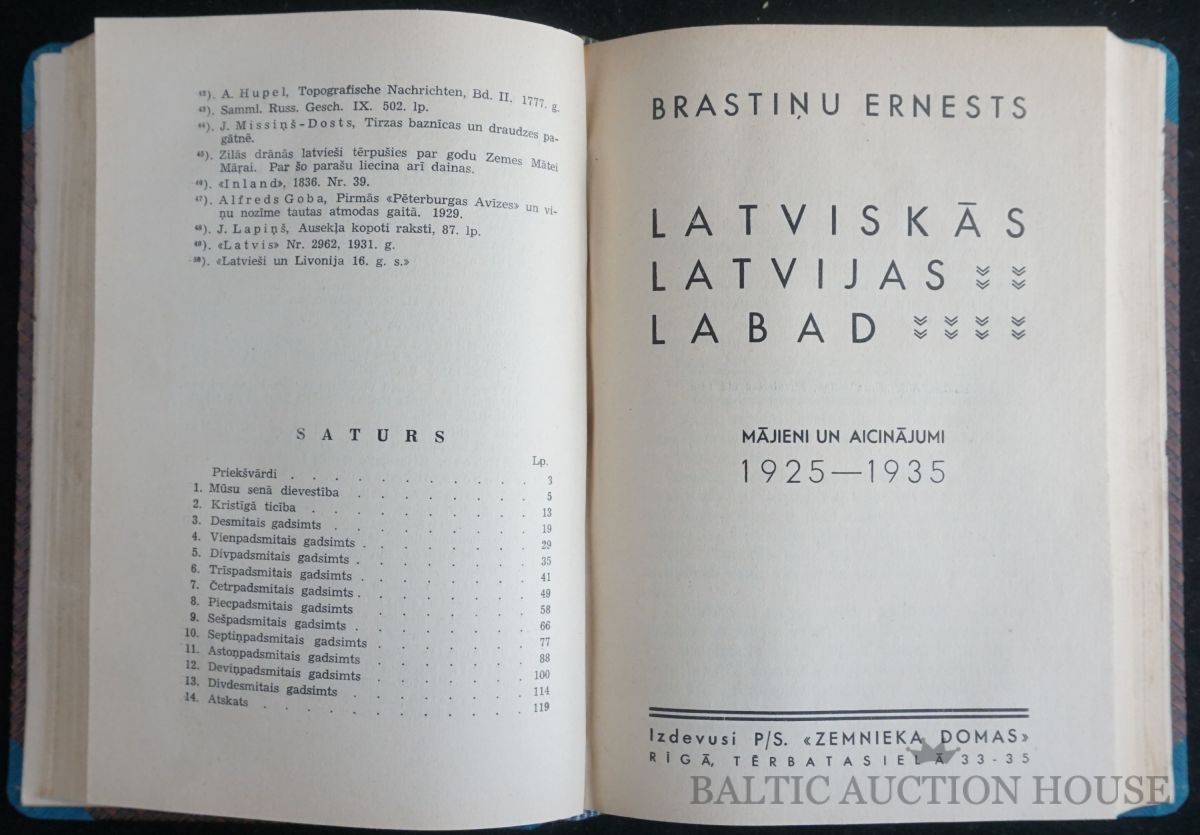 ⁴²). A. Hupel, Topografische Nachrichten, Bd. II. 1777. g.
⁴³). Samml. Russ. Gesch. IX. 502. lp.
⁴⁴). J. Missiņš-Dosts, Tirzas baznīcas un draudzes pa-
gātnē.
⁴⁵). Zilās drānās latvieši tērpušies par godu Zemes Mātei
Māŗai. Par šo parašu liecina arī dainas.
⁴⁶). «Inland», 1836. Nr. 39.
⁴⁷). Alfreds Goba, Pirmās «Pēterburgas Avīzes» un vi-
ņu nozīme tautas atmodas gaitā. 1929.
⁴⁸). J. Lapiņš, Ausekļa kopoti raksti, 87. lp.
⁴⁹). «Latvis» Nr. 2962, 1931. g.
⁵⁰). «Latvieši un Livonija 16. g. s.»
SATURS
Lp.
Priekšvārdi . . . . . . . . . . 3
1. Mūsu senā dievestība . . . . . . . . 5
2. Kristīgā ticība . . . . . . . . . 13
3. Desmitais gadsimts . . . . . . . . . 19
4. Vienpadsmitais gadsimts . . . . . . . . 29
5. Divpadsmitais gadsimts . . . . . . . . 35
6. Trīspadsmitais gadsimts . . . . . . . 41
7. Četrpadsmitais gadsimts . . . . . . . . 49
8. Piecpadsmitais gadsimts . . . . . . . 58
9. Sešpadsmitais gadsimts . . . . . . . . 66
10. Septiņpadsmitais gadsimts . . . . . . . 77
11. Astoņpadsmitais gadsimts . . . . . . . 88
12. Deviņpadsmitais gadsimts . . . . . . . 100
13. Divdesmitais gadsimts . . . . . . . . 114
14. Atskats . . . . . . . . . . . 119
BRASTIŅU ERNESTS
LATVISKĀS
LATVIJAS
LABAD
MĀJIENI UN AICINĀJUMI
1925—1935
Izdevusi P/S. «ZEMNIEKA DOMAS»
RĪGĀ, TĒRBATASIELĀ 33-35
BALTIC AUCTION HOUSE